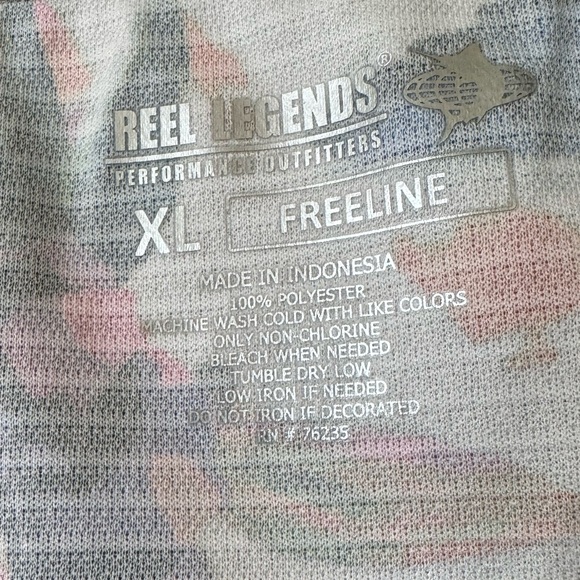 REEL LEGENDS®
PERFORMANCE OUTFITTERS
XL FREELINE
MADE IN INDONESIA
100% POLYESTER
MACHINE WASH COLD WITH LIKE COLORS
ONLY NON-CHLORINE
BLEACH WHEN NEEDED
TUMBLE DRY LOW
LOW IRON IF NEEDED
DO NOT IRON IF DECORATED
RN # 76235